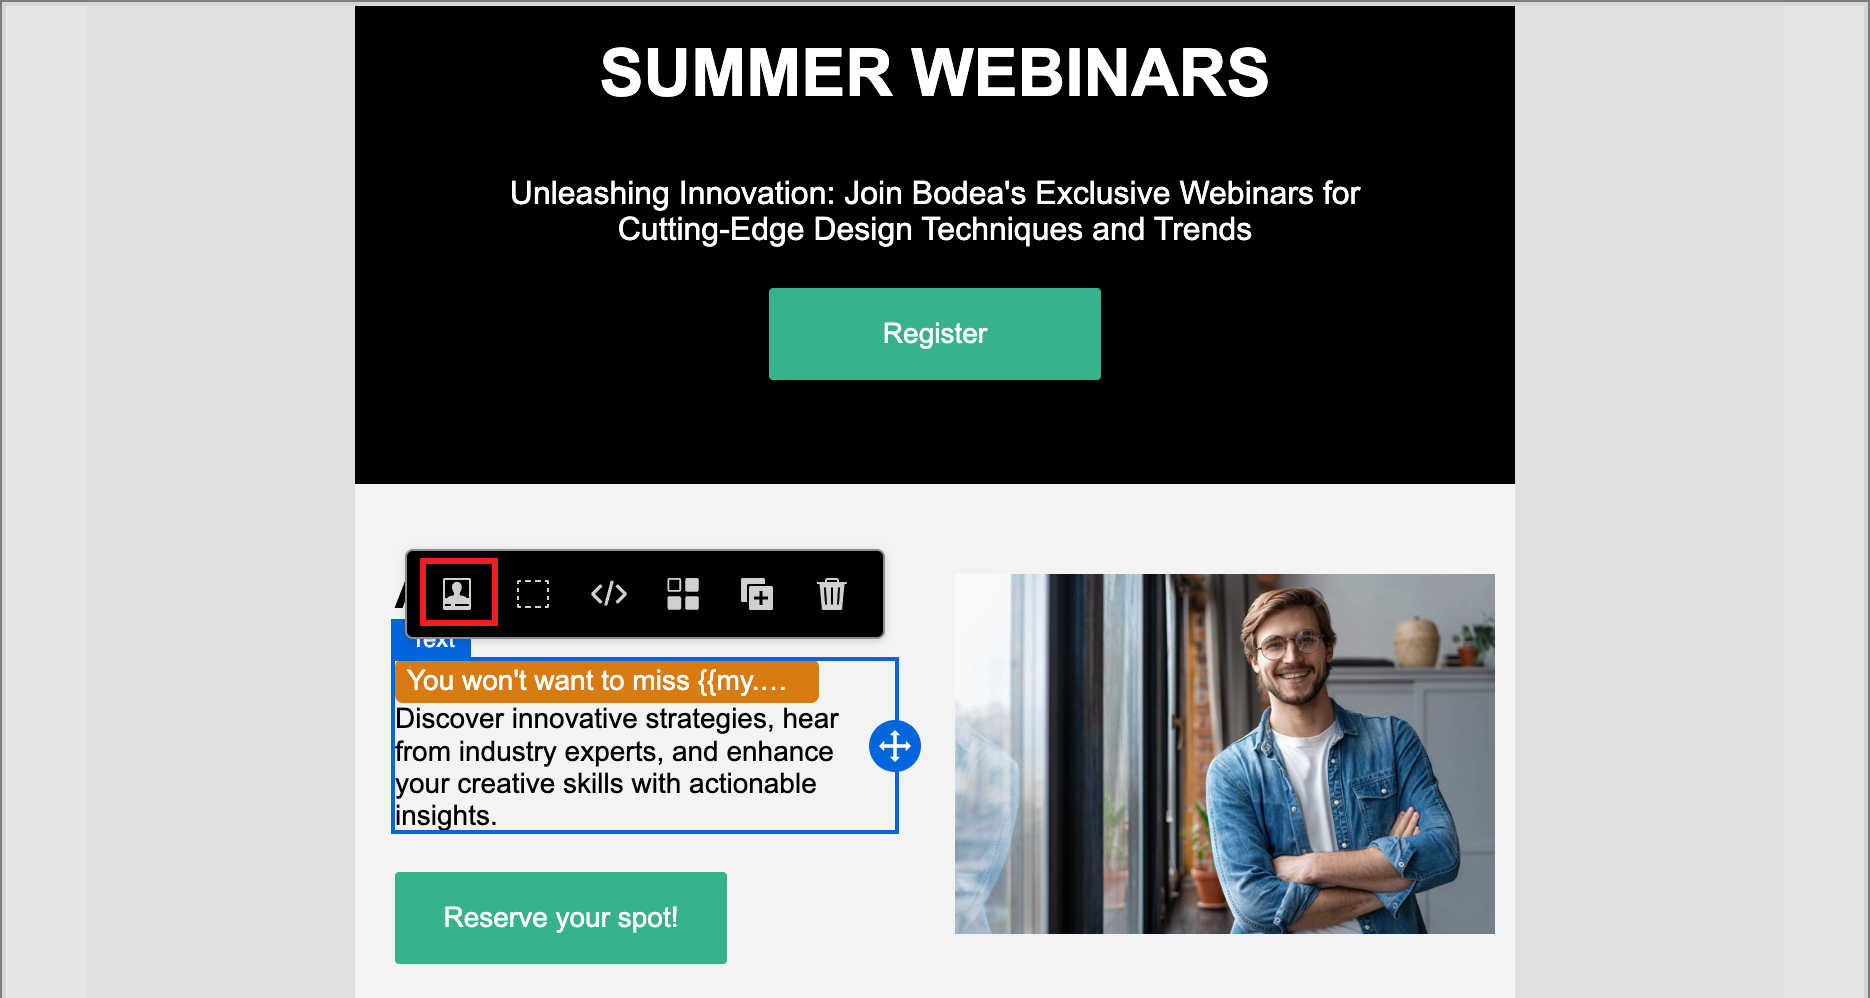 SUMMER WEBINARS
Unleashing Innovation: Join Bodea's Exclusive Webinars for
Cutting-Edge Design Techniques and Trends
Register
Text
You won't want to miss {{my....
Discover innovative strategies, hear
from industry experts, and enhance
your creative skills with actionable
insights.
Reserve your spot!